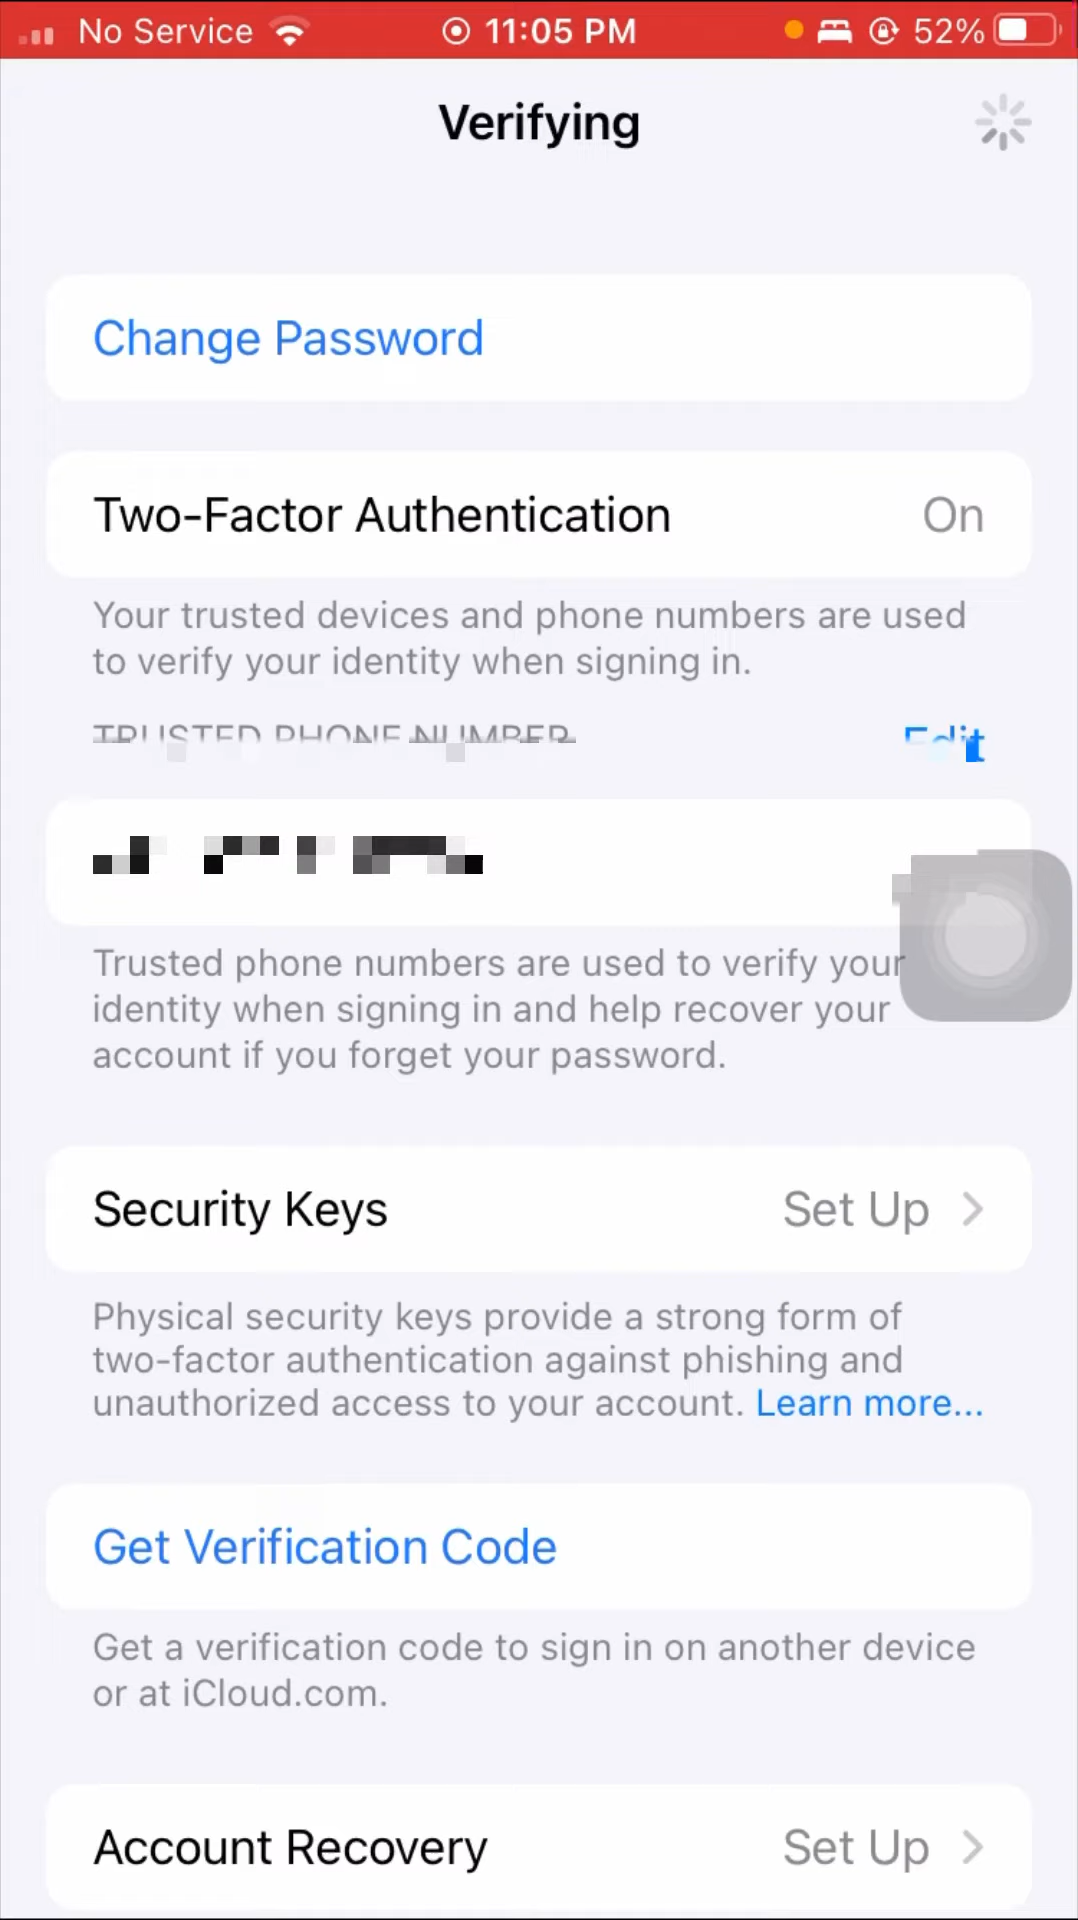 No Service 11:05 PM 52%
Verifying
Change Password
Two-Factor Authentication On
Your trusted devices and phone numbers are used
to verify your identity when signing in.
TRUSTED PHONE NUMBER Edit
Trusted phone numbers are used to verify your
identity when signing in and help recover your
account if you forget your password.
Security Keys Set Up
Physical security keys provide a strong form of
two-factor authentication against phishing and
unauthorized access to your account. Learn more...
Get Verification Code
Get a verification code to sign in on another device
or at iCloud.com.
Account Recovery Set Up